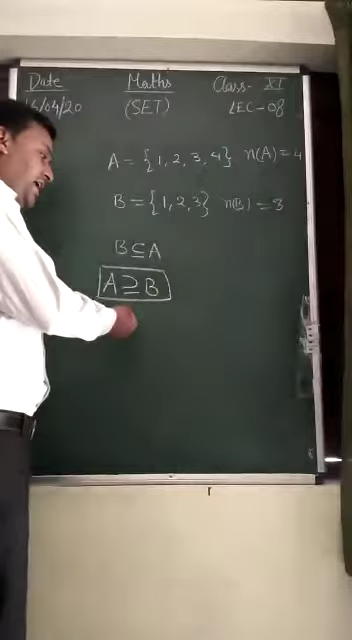 Date Maths Class- XI
16/04/20 (SET) LEC-08
A = {1, 2, 3, 4} n(A) = 4
B = {1, 2, 3} n(B) = 3
B ⊆ A
A ⊇ B